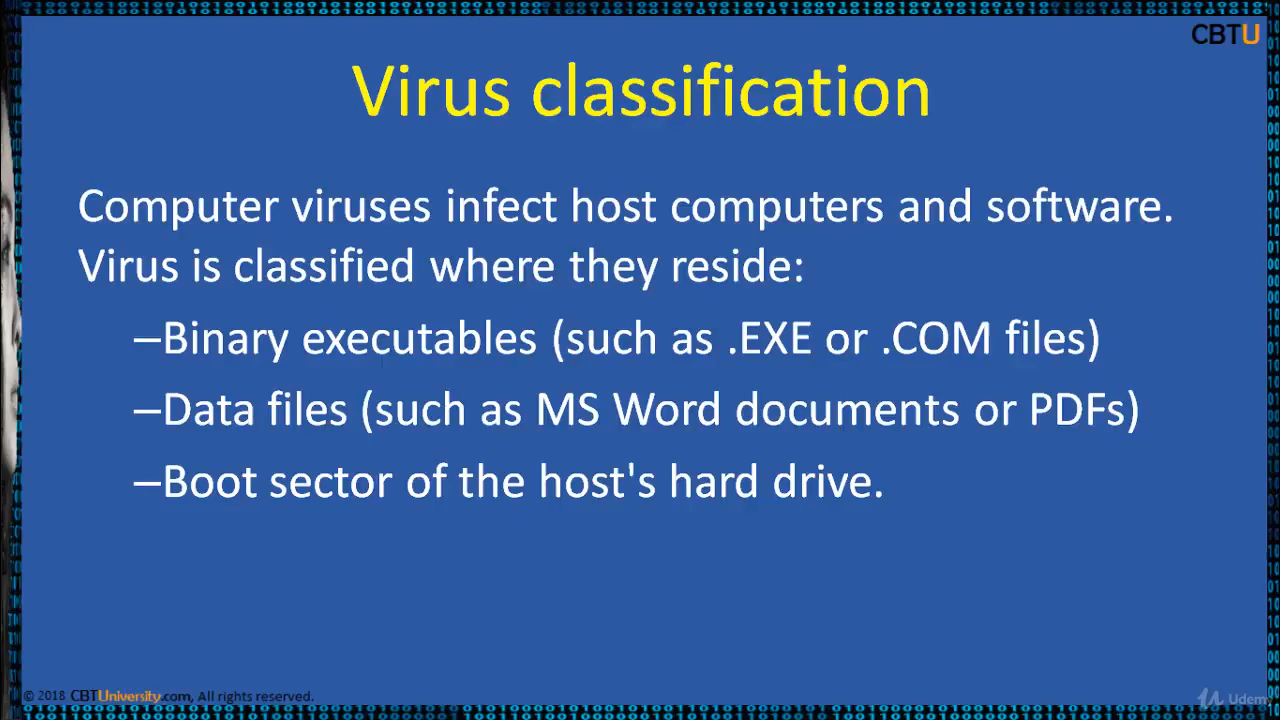 CBTU
Virus classification
Computer viruses infect host computers and software.
Virus is classified where they reside:
–Binary executables (such as .EXE or .COM files)
–Data files (such as MS Word documents or PDFs)
–Boot sector of the host's hard drive.
© 2018 CBTUniversity.com, All rights reserved.
Udemy